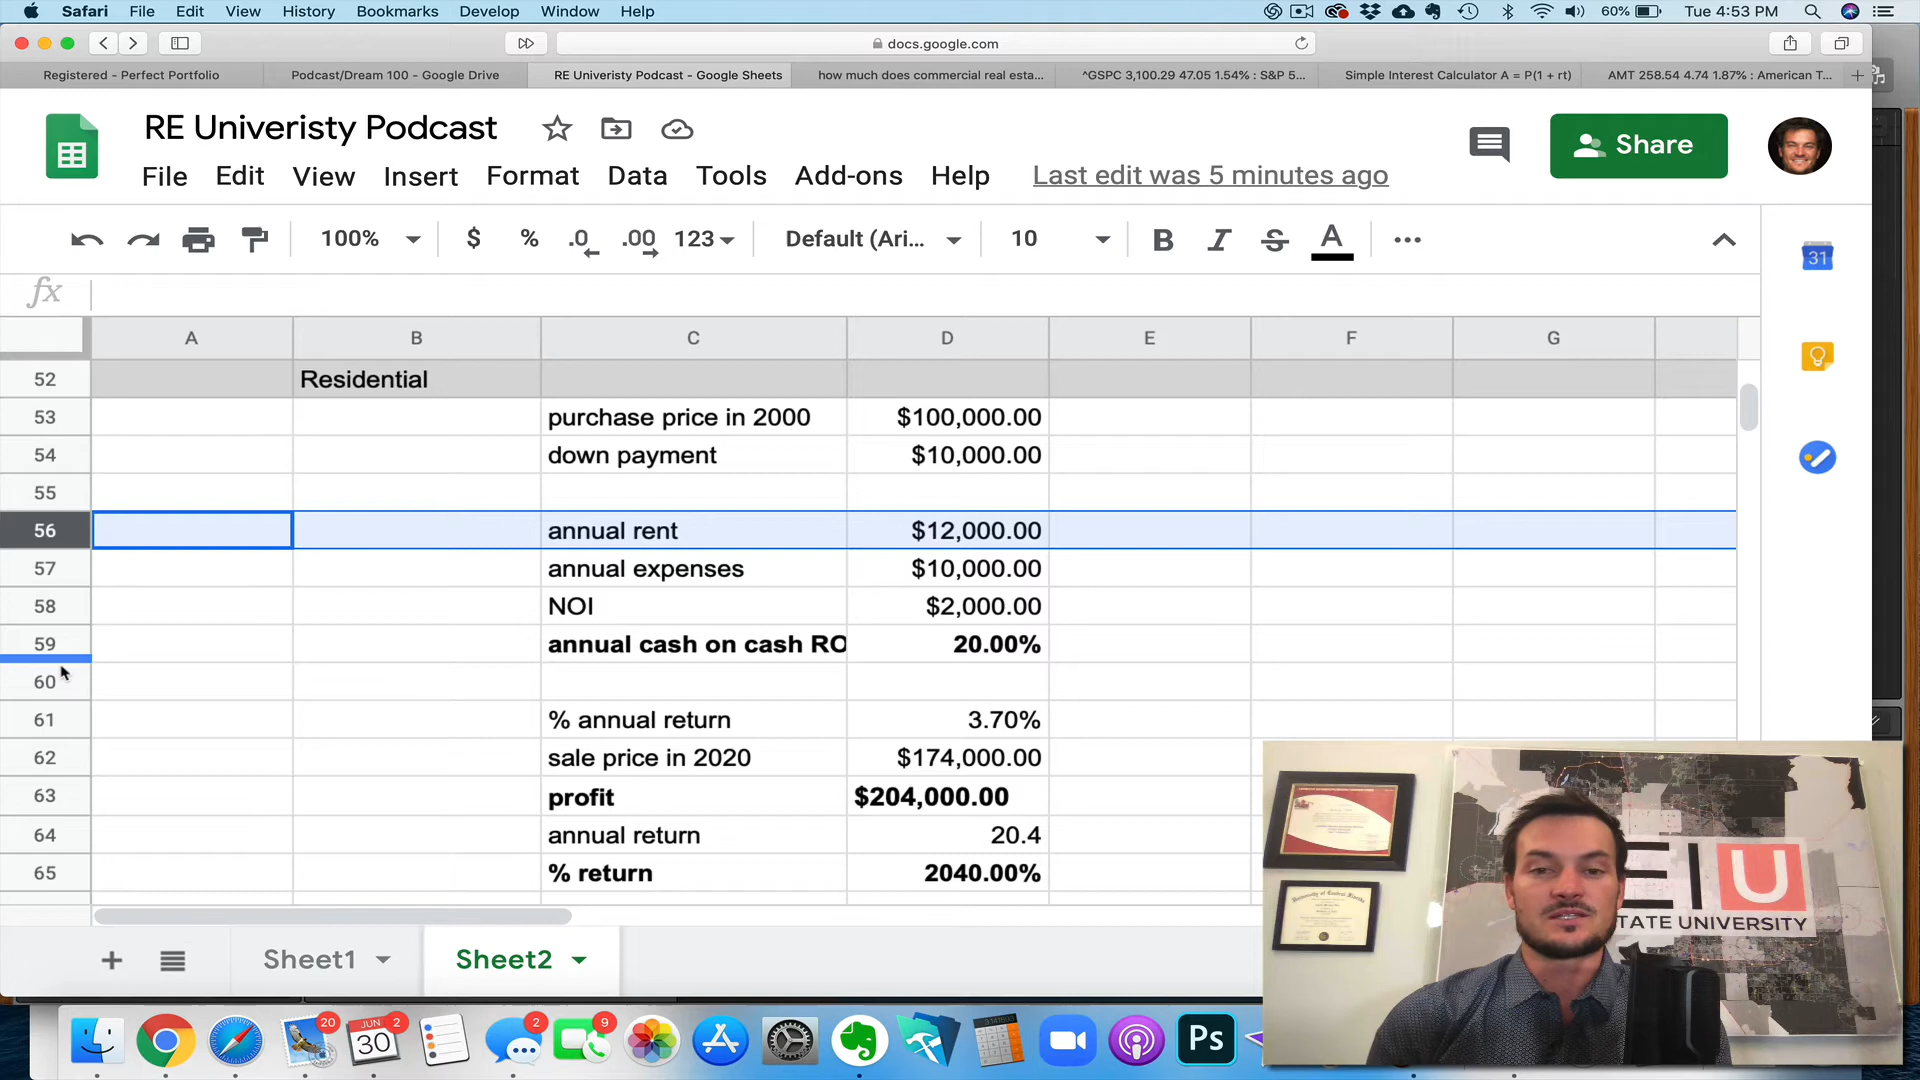 Safari File Edit View History Bookmarks Develop Window Help 60% Tue 4:53 PM
docs.google.com
Registered - Perfect Portfolio Podcast/Dream 100 - Google Drive RE Univeristy Podcast - Google Sheets how much does commercial real esta... ^GSPC 3,100.29 47.05 1.54% : S&P 5... Simple Interest Calculator A = P(1 + rt) AMT 258.54 4.74 1.87% : American T... +
RE Univeristy Podcast
Share
File Edit View Insert Format Data Tools Add-ons Help Last edit was 5 minutes ago
100% $ % .0 .00 123 Default (Ari... 10 B I S A ...
31
fx
A B C D E F G
52 Residential
53 purchase price in 2000 $100,000.00
54 down payment $10,000.00
55
56 annual rent $12,000.00
57 annual expenses $10,000.00
58 NOI $2,000.00
59 annual cash on cash RO 20.00%
60
61 % annual return 3.70%
62 sale price in 2020 $174,000.00
63 profit $204,000.00
64 annual return 20.4
65 % return 2040.00%
EIU
TATE UNIVERSITY
+ Sheet1 Sheet2
20 JUN 2 30 2 9 Ps